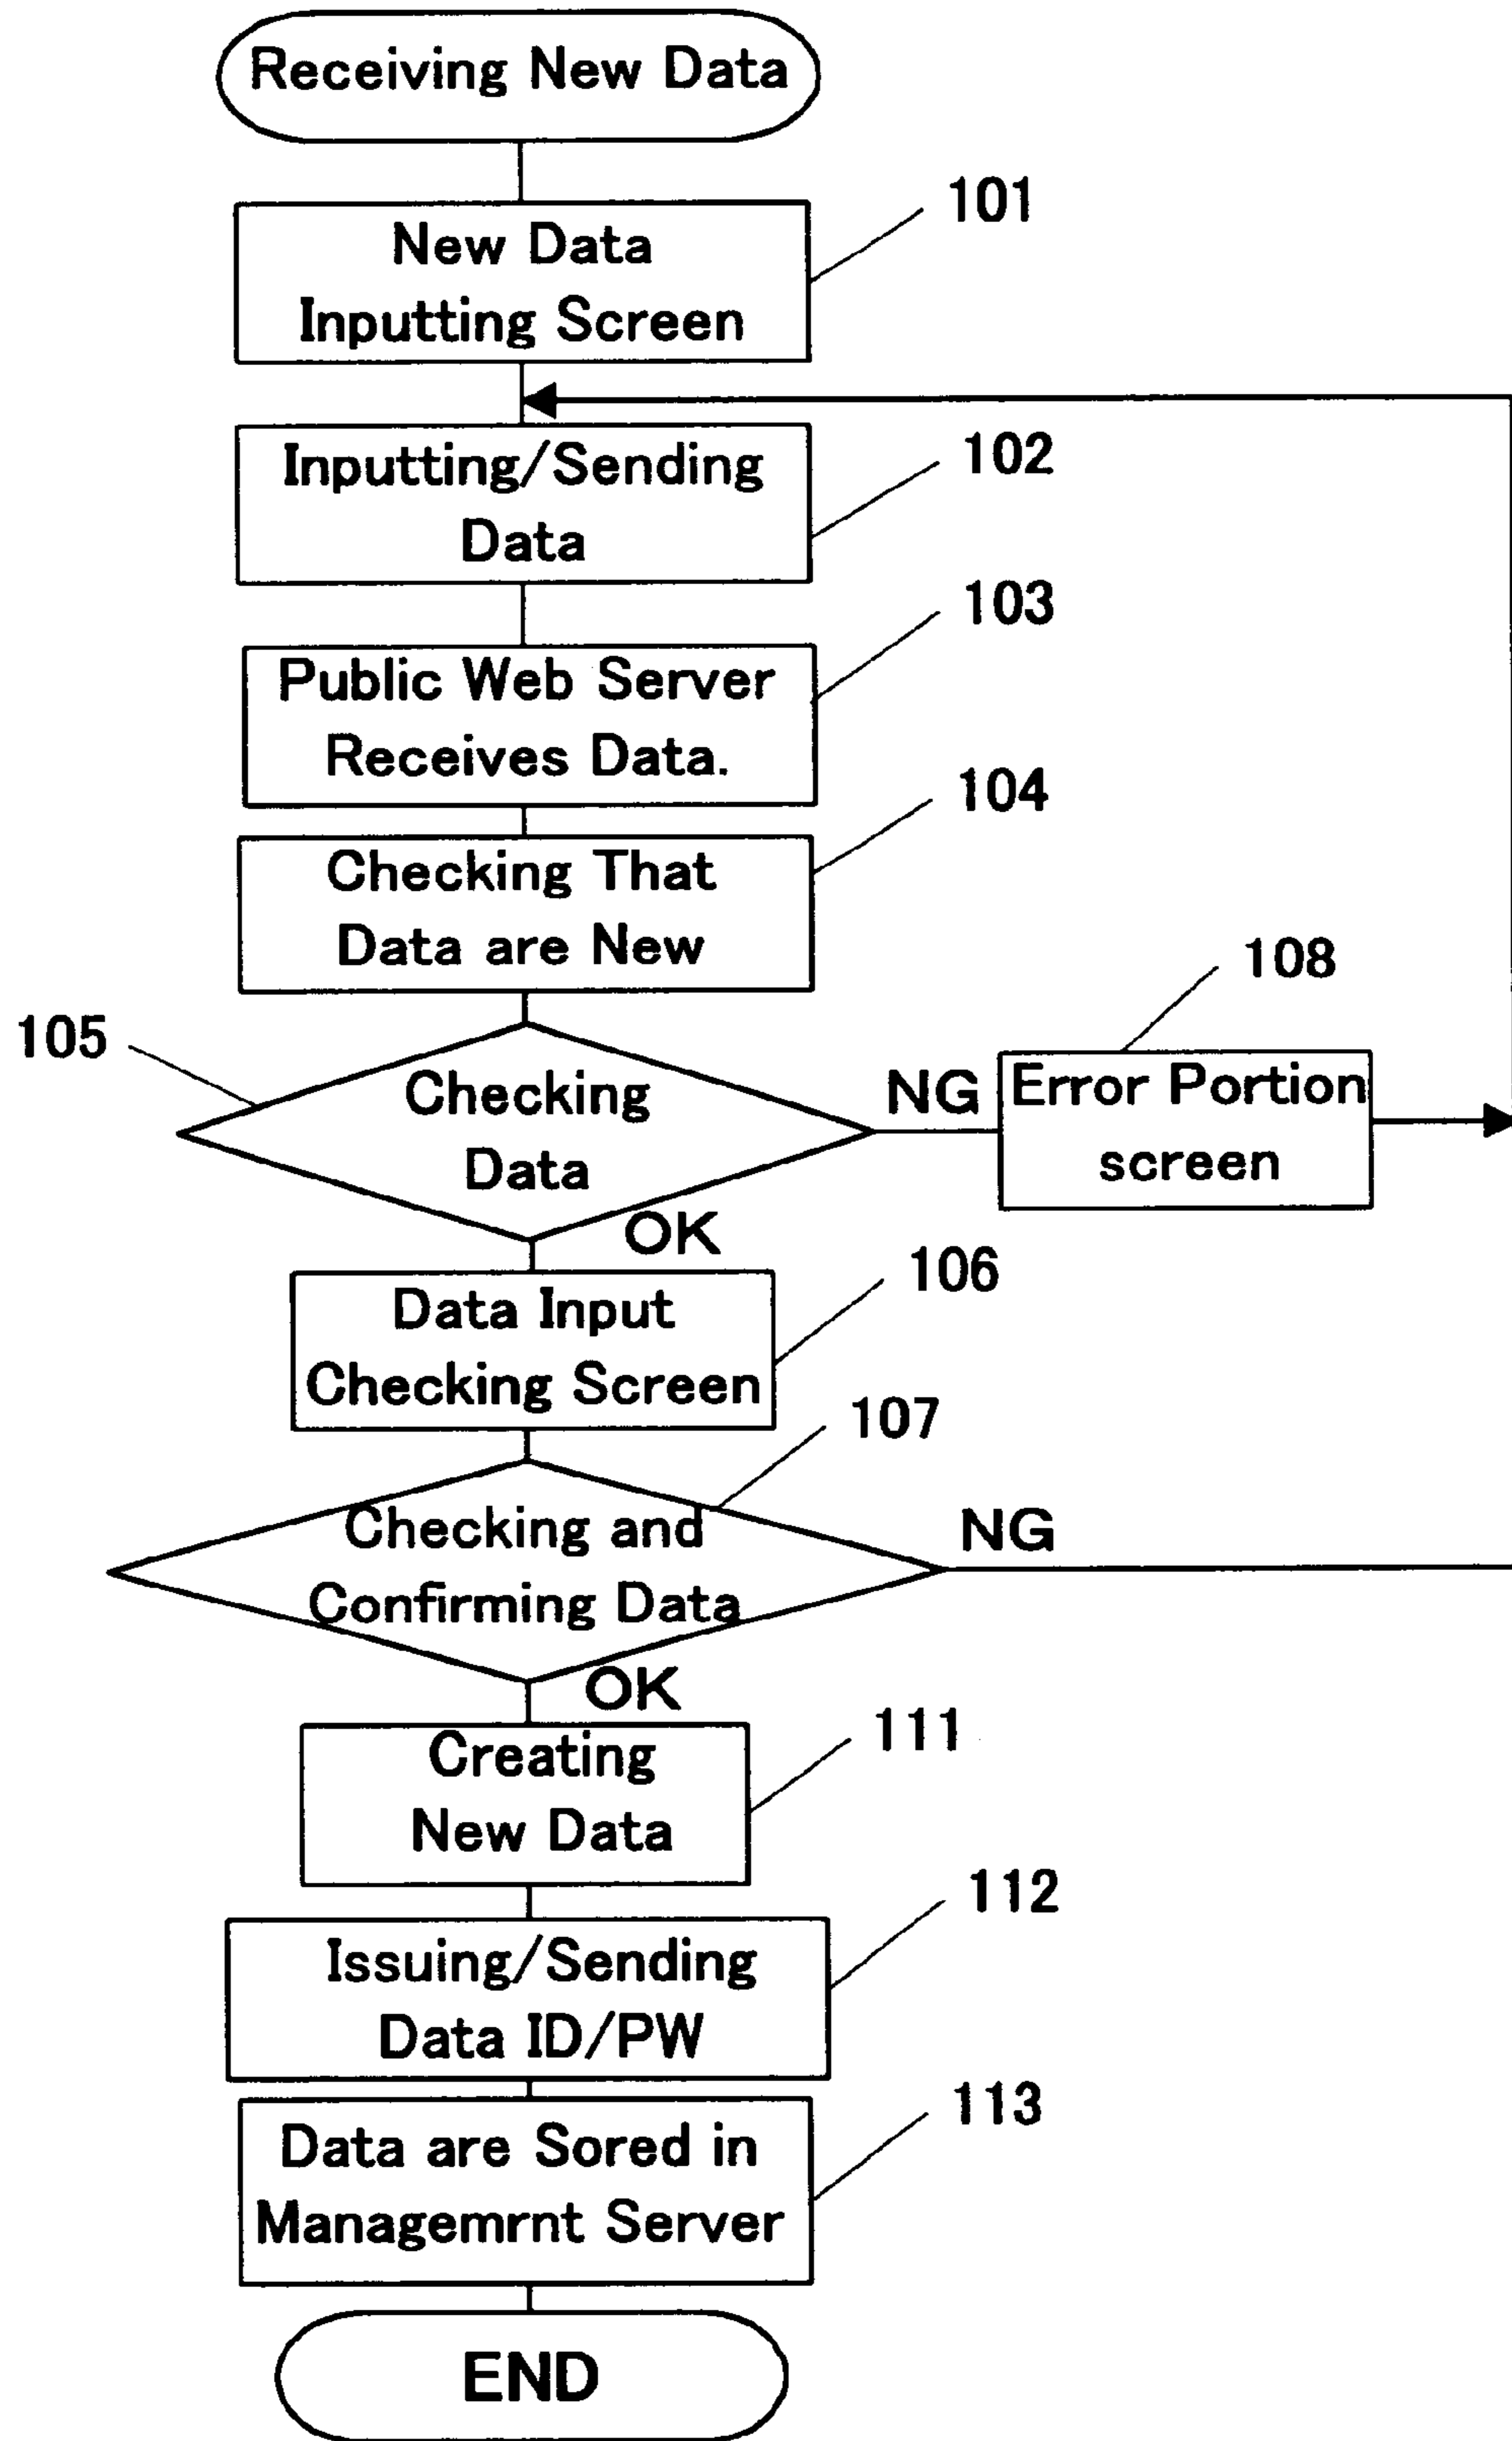 Receiving New Data
101
New Data
Inputting Screen
102
Inputting/Sending
Data
103
Public Web Server
Receives Data.
104
Checking That
Data are New
105
Checking
Data
NG
108
Error Portion
screen
OK
106
Data Input
Checking Screen
107
Checking and
Confirming Data
NG
OK
111
Creating
New Data
112
Issuing/Sending
Data ID/PW
113
Data are Sored in
Managemrnt Server
END